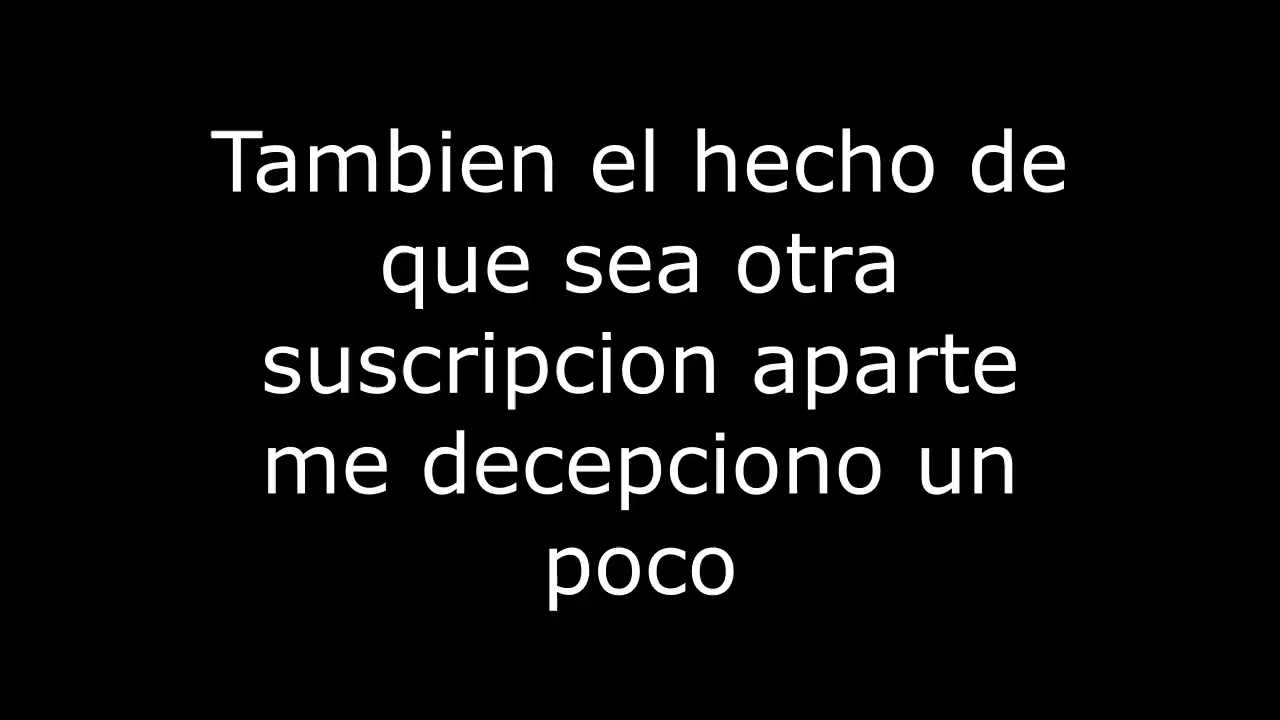 Tambien el hecho de
que sea otra
suscripcion aparte
me decepciono un
poco